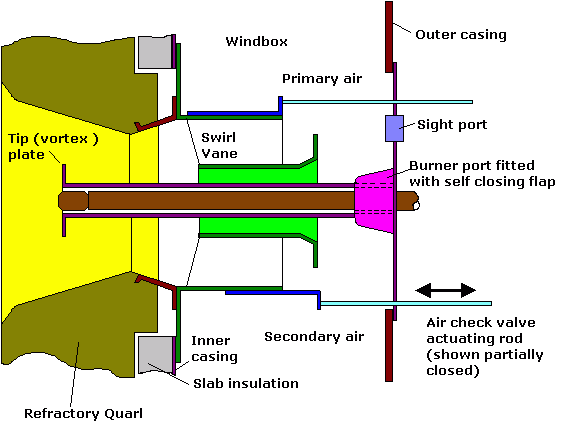 Outer casing
Windbox
Primary air
Sight port
Tip (vortex )
plate
Swirl
Vane
Burner port fitted
with self closing flap
Air check valve
actuating rod
(shown partially
closed)
Secondary air
Inner
casing
Slab insulation
Refractory Quarl